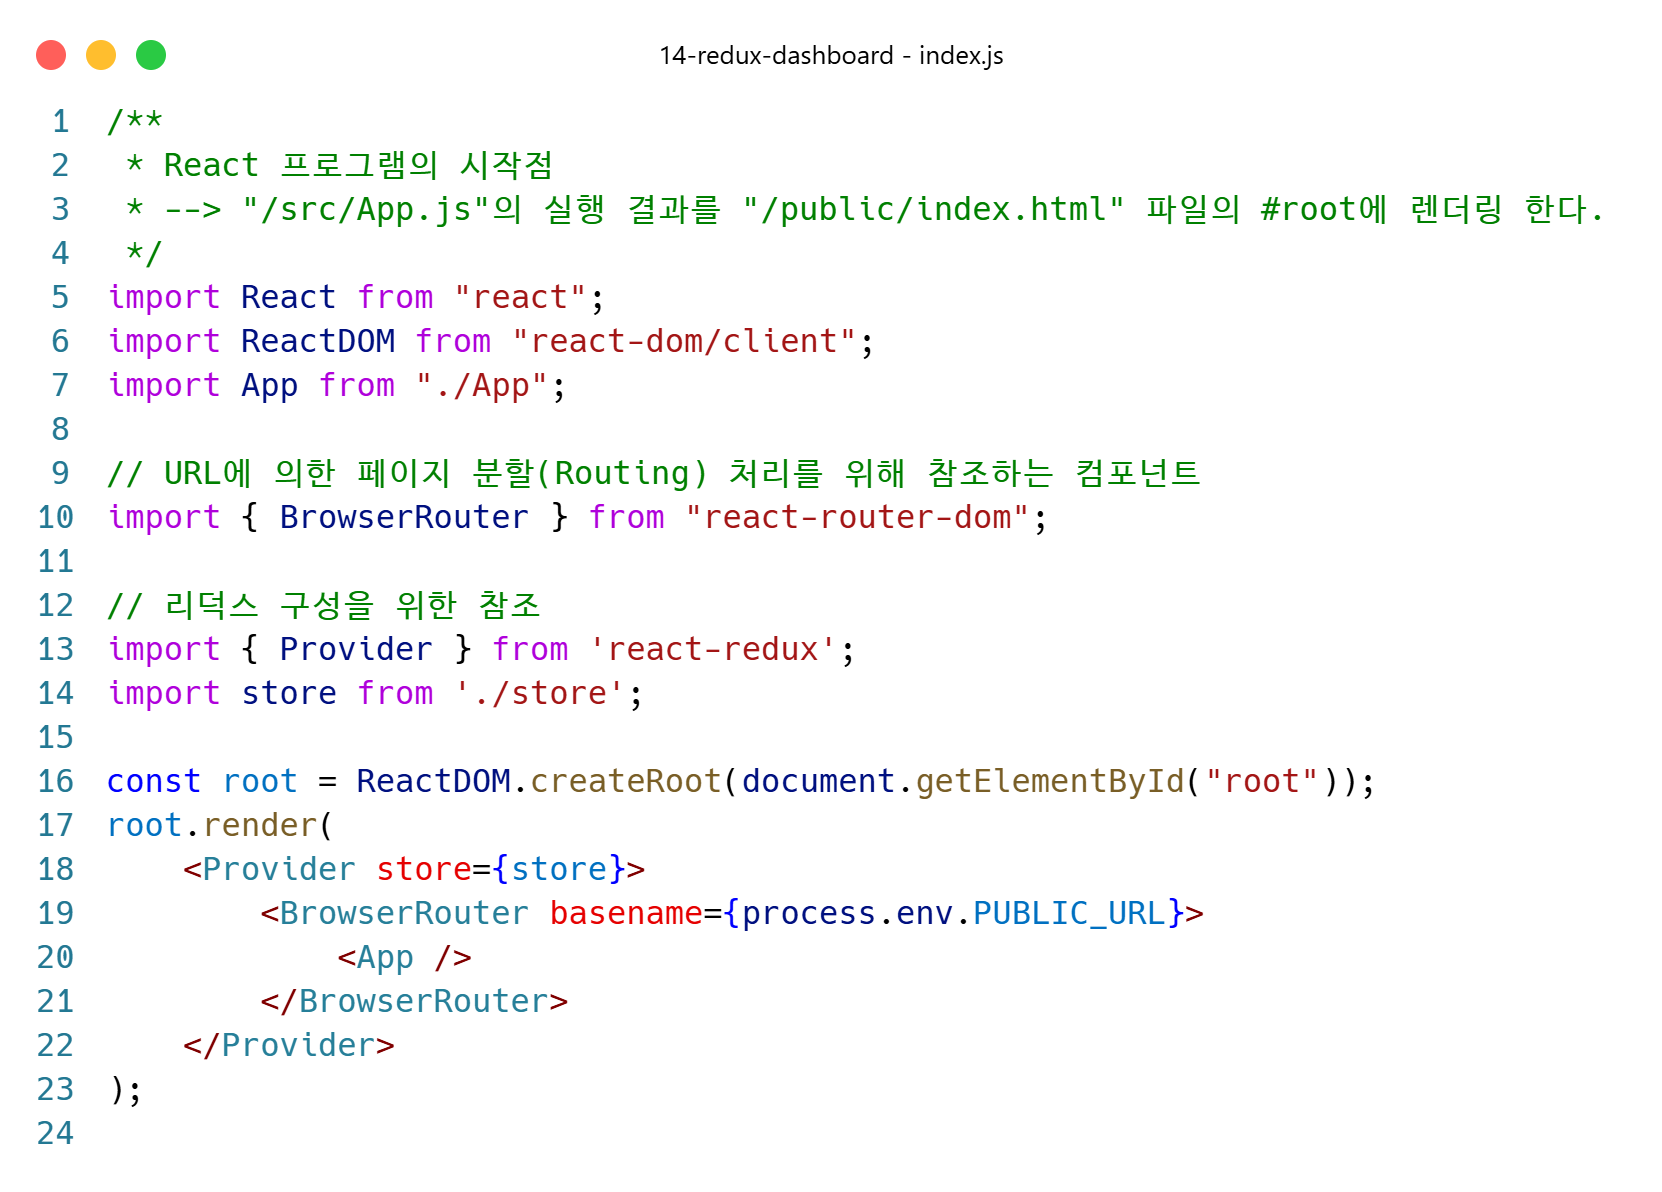 14-redux-dashboard - index.js
1 /**
2  * React 프로그램의 시작점
3  * --> "/src/App.js"의 실행 결과를 "/public/index.html" 파일의 #root에 렌더링 한다.
4  */
5 import React from "react";
6 import ReactDOM from "react-dom/client";
7 import App from "./App";
8
9 // URL에 의한 페이지 분할(Routing) 처리를 위해 참조하는 컴포넌트
10 import { BrowserRouter } from "react-router-dom";
11
12 // 리덕스 구성을 위한 참조
13 import { Provider } from 'react-redux';
14 import store from './store';
15
16 const root = ReactDOM.createRoot(document.getElementById("root"));
17 root.render(
18     <Provider store={store}>
19         <BrowserRouter basename={process.env.PUBLIC_URL}>
20             <App />
21         </BrowserRouter>
22     </Provider>
23 );
24